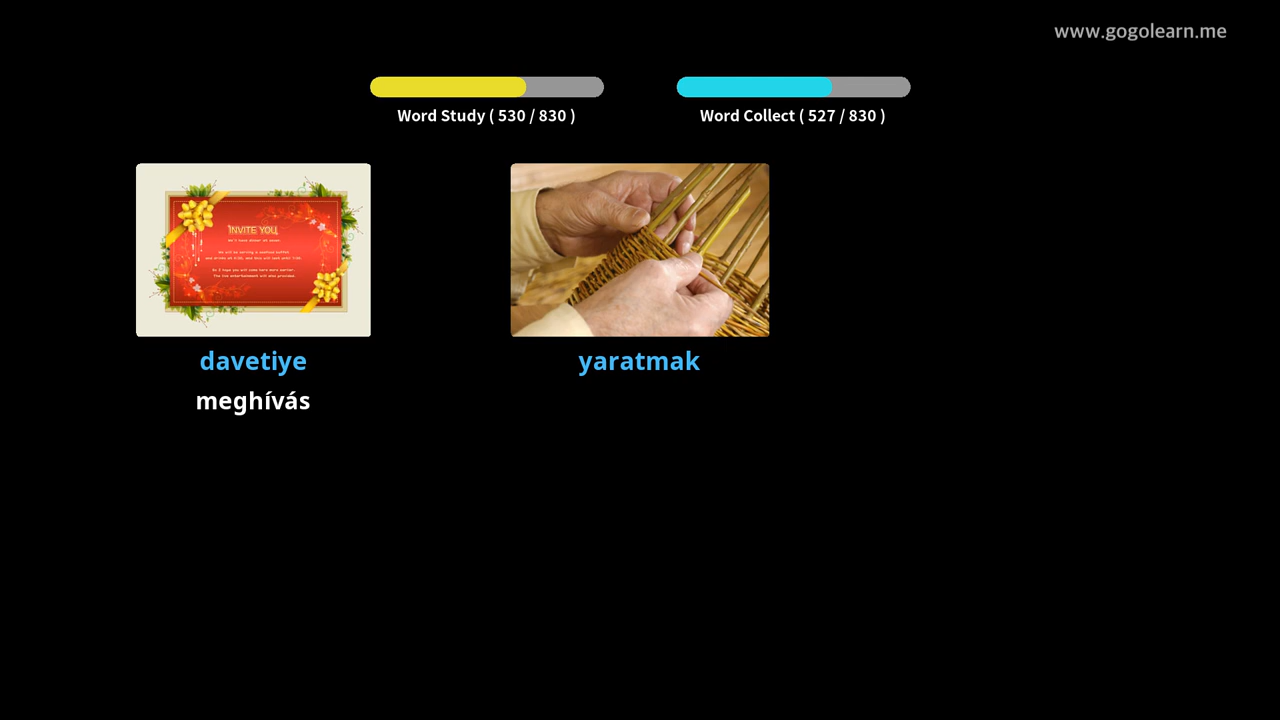 www.gogolearn.me
Word Study ( 530 / 830 )
Word Collect ( 527 / 830 )
INVITE YOU
davetiye
yaratmak
meghívás